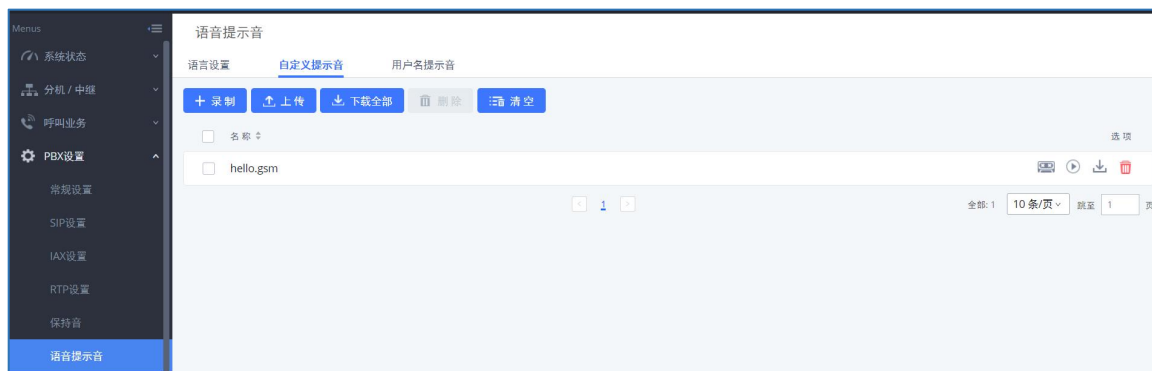 Menus
语音提示音
系统状态
语言设置 自定义提示音 用户名提示音
分机 / 中继
录制 上传 下载全部 删除 清空
呼叫业务
名称 选项
PBX设置
hello.gsm
常规设置
1 全部: 1 10 条/页 跳至 1 页
SIP设置
IAX设置
RTP设置
保持音
语音提示音